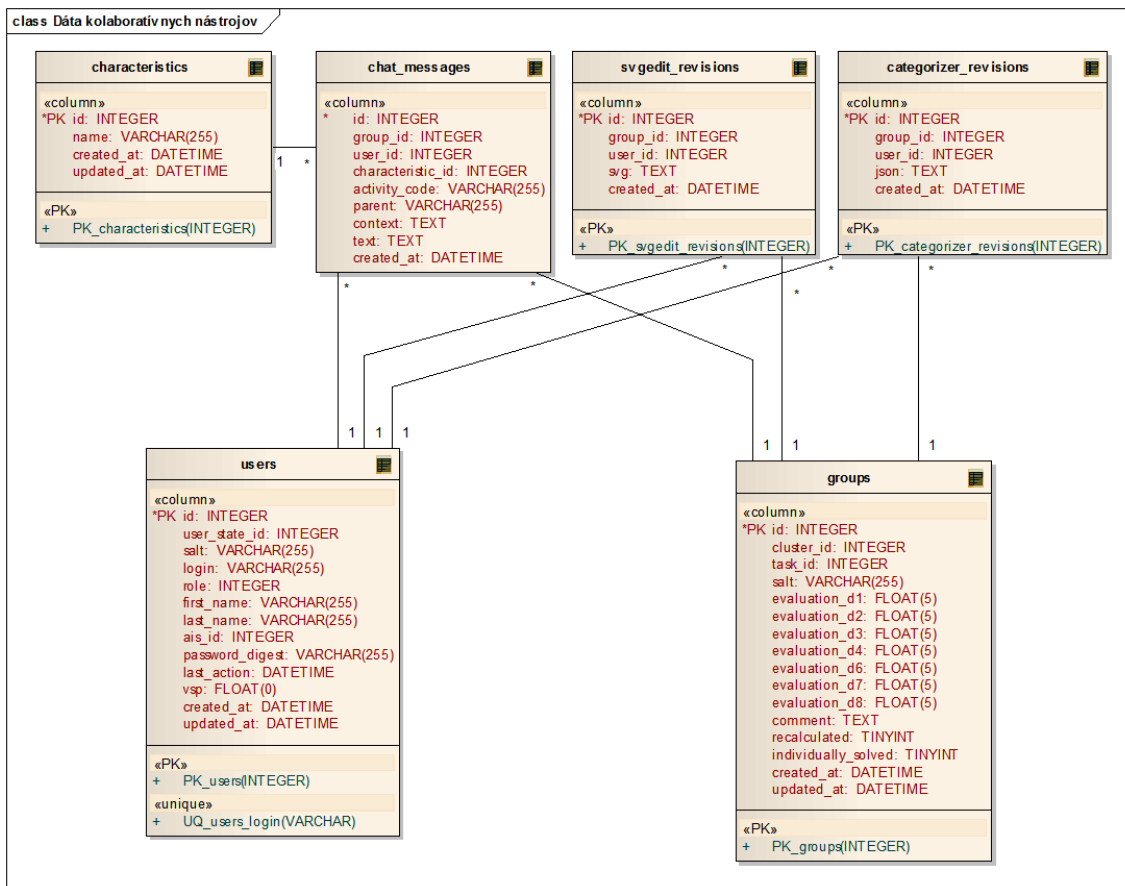 class Dáta kolaboratívnych nástrojov
characteristics
«column»
*PK id: INTEGER
name: VARCHAR(255)
created_at: DATETIME
updated_at: DATETIME
«PK»
+ PK_characteristics(INTEGER)
1
*
chat_messages
«column»
* id: INTEGER
group_id: INTEGER
user_id: INTEGER
characteristic_id: INTEGER
activity_code: VARCHAR(255)
parent: VARCHAR(255)
context: TEXT
text: TEXT
created_at: DATETIME
svgedit_revisions
«column»
*PK id: INTEGER
group_id: INTEGER
user_id: INTEGER
svg: TEXT
created_at: DATETIME
«PK»
+ PK_svgedit_revisions(INTEGER)
categorizer_revisions
«column»
*PK id: INTEGER
group_id: INTEGER
user_id: INTEGER
json: TEXT
created_at: DATETIME
«PK»
+ PK_categorizer_revisions(INTEGER)
* * * * * *
1 1 1 1 1 1
users
«column»
*PK id: INTEGER
user_state_id: INTEGER
salt: VARCHAR(255)
login: VARCHAR(255)
role: INTEGER
first_name: VARCHAR(255)
last_name: VARCHAR(255)
ais_id: INTEGER
password_digest: VARCHAR(255)
last_action: DATETIME
vsp: FLOAT(0)
created_at: DATETIME
updated_at: DATETIME
«PK»
+ PK_users(INTEGER)
«unique»
+ UQ_users_login(VARCHAR)
groups
«column»
*PK id: INTEGER
cluster_id: INTEGER
task_id: INTEGER
salt: VARCHAR(255)
evaluation_d1: FLOAT(5)
evaluation_d2: FLOAT(5)
evaluation_d3: FLOAT(5)
evaluation_d4: FLOAT(5)
evaluation_d6: FLOAT(5)
evaluation_d7: FLOAT(5)
evaluation_d8: FLOAT(5)
comment: TEXT
recalculated: TINYINT
individually_solved: TINYINT
created_at: DATETIME
updated_at: DATETIME
«PK»
+ PK_groups(INTEGER)